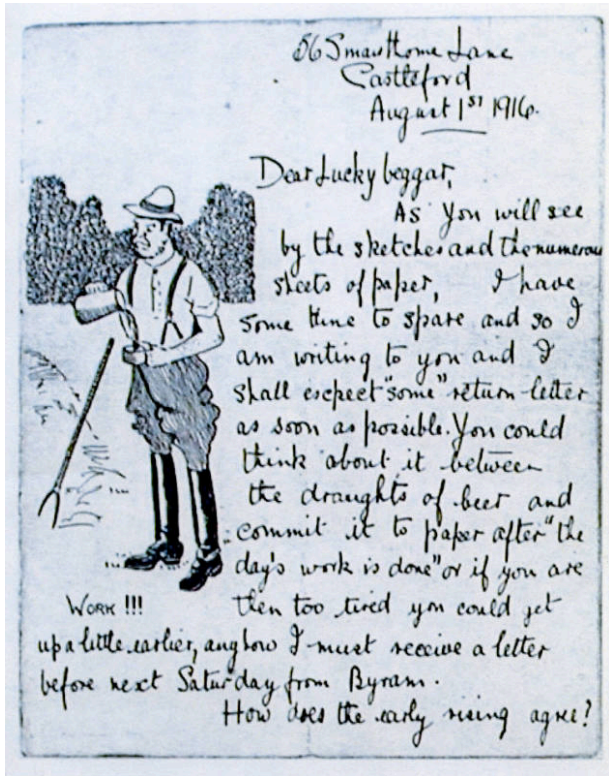 56 Smawthorne Lane
Castleford
August 1st 1916.
Dear Lucky beggar,
As you will see
by the sketches and the numerous
sheets of paper, I have
some time to spare and so I
am writing to you and I
shall expect "some" return letter
as soon as possible. You could
think about it between
the draughts of beer and
commit it to paper after "the
day's work is done" or if you are
then too tired you could get
WORK !!!
up a little earlier, anyhow I must receive a letter
before next Saturday from Byram.
How does the early rising agree?